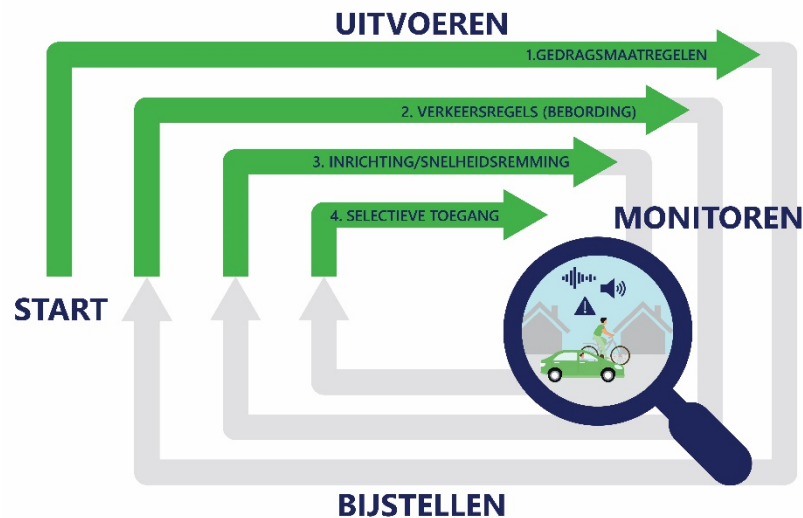 UITVOEREN
1.GEDRAGSMAATREGELEN
2. VERKEERSREGELS (BEBORDING)
3. INRICHTING/SNELHEIDSREMMING
4. SELECTIEVE TOEGANG
MONITOREN
START
BIJSTELLEN